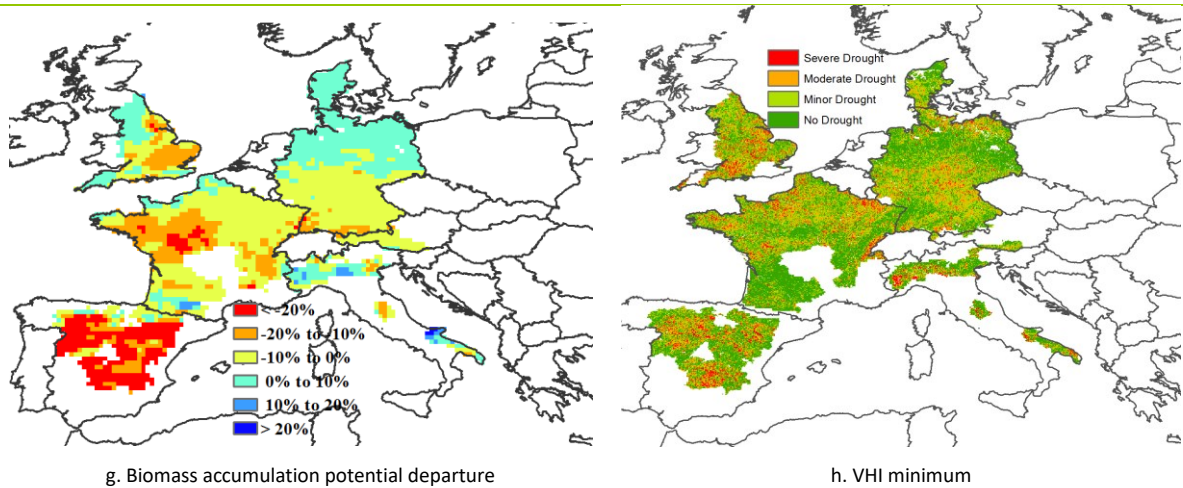 < -20%
-20% to -10%
-10% to 0%
0% to 10%
10% to 20%
> 20%
g. Biomass accumulation potential departure
Severe Drought
Moderate Drought
Minor Drought
No Drought
h. VHI minimum